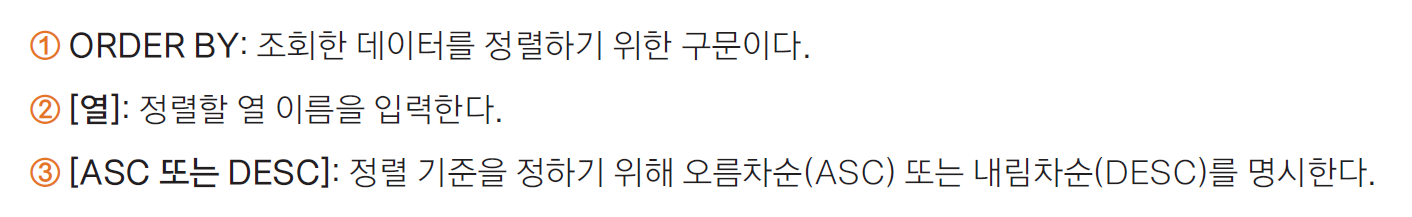 ① ORDER BY: 조회한 데이터를 정렬하기 위한 구문이다.
② [열]: 정렬할 열 이름을 입력한다.
③ [ASC 또는 DESC]: 정렬 기준을 정하기 위해 오름차순(ASC) 또는 내림차순(DESC)를 명시한다.